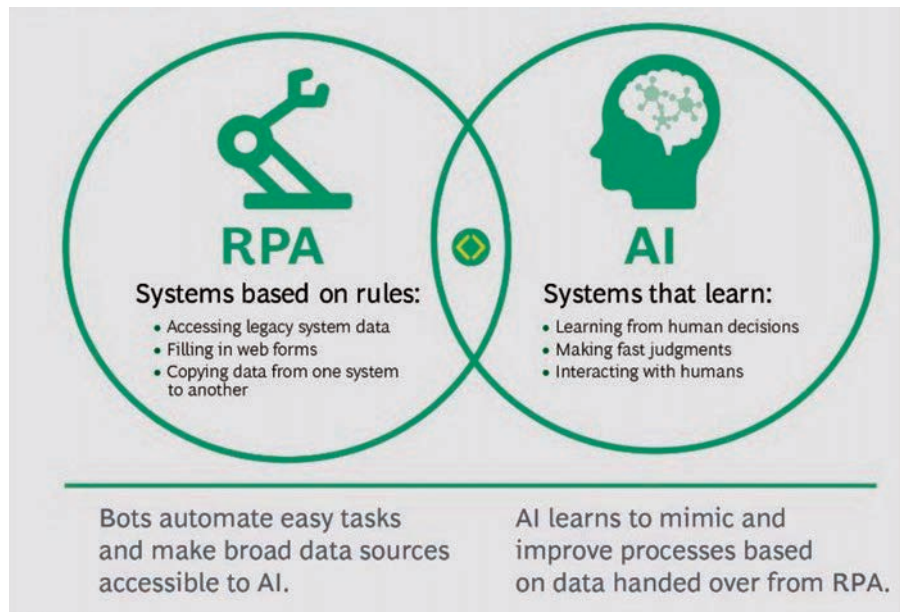 RPA
Systems based on rules:
• Accessing legacy system data
• Filling in web forms
• Copying data from one system
to another
AI
Systems that learn:
• Learning from human decisions
• Making fast judgments
• Interacting with humans
Bots automate easy tasks
and make broad data sources
accessible to AI.
AI learns to mimic and
improve processes based
on data handed over from RPA.